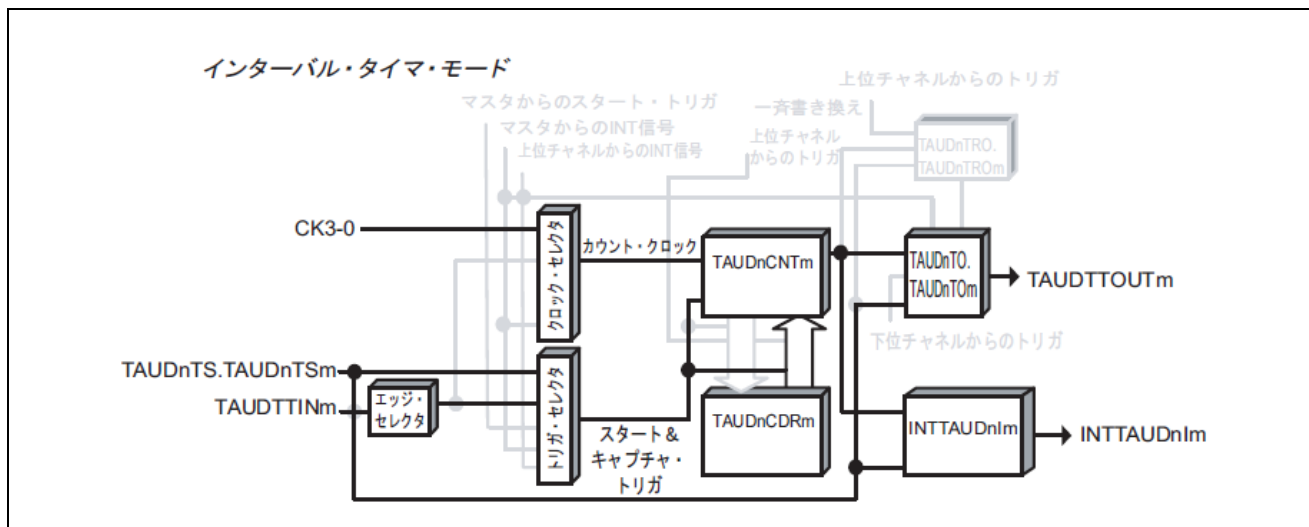 インターバル・タイマ・モード
上位チャネルからのトリガ
マスタからのスタート・トリガ
一斉書き換え
マスタからのINT信号
上位チャネル
からのトリガ
上位チャネルからのINT信号
TAUDnTRO.
TAUDnTROm
CK3-0
クロック・セレクタ
カウント・クロック
TAUDnCNTm
TAUDnTO.
TAUDnTOm
TAUDTTOUTm
下位チャネルからのトリガ
TAUDnTS.TAUDnTSm
TAUDTTINm
エッジ・
セレクタ
トリガ・セレクタ
スタート&
キャプチャ・
トリガ
TAUDnCDRm
INTTAUDnIm
INTTAUDnIm